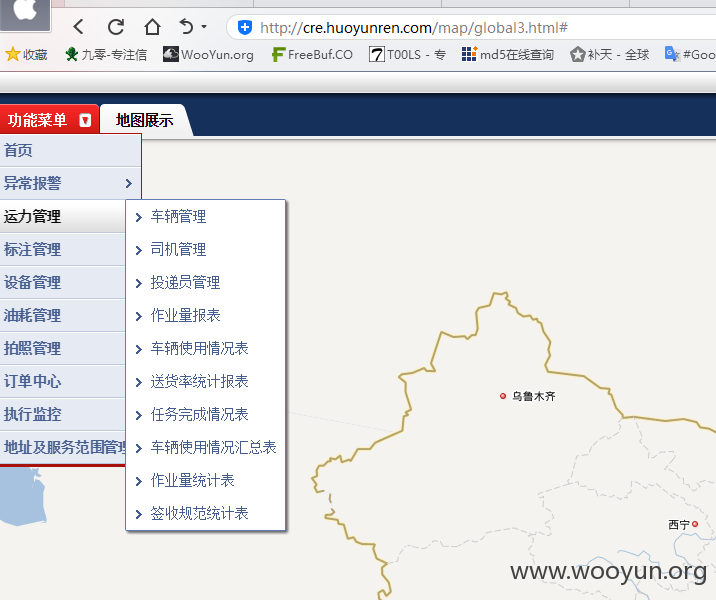 http://cre.huoyunren.com/map/global3.html#
收藏 九零-专注信 WooYun.org FreeBuf.CO T00LS - 专 md5在线查询 补天 - 全球 #Goo
功能菜单 地图展示
首页
异常报警
运力管理
标注管理
设备管理
油耗管理
拍照管理
订单中心
执行监控
地址及服务范围管理
车辆管理
司机管理
投递员管理
作业量报表
车辆使用情况表
送货率统计报表
任务完成情况表
车辆使用情况汇总表
作业量统计表
签收规范统计表
乌鲁木齐
西宁
www.wooyun.org